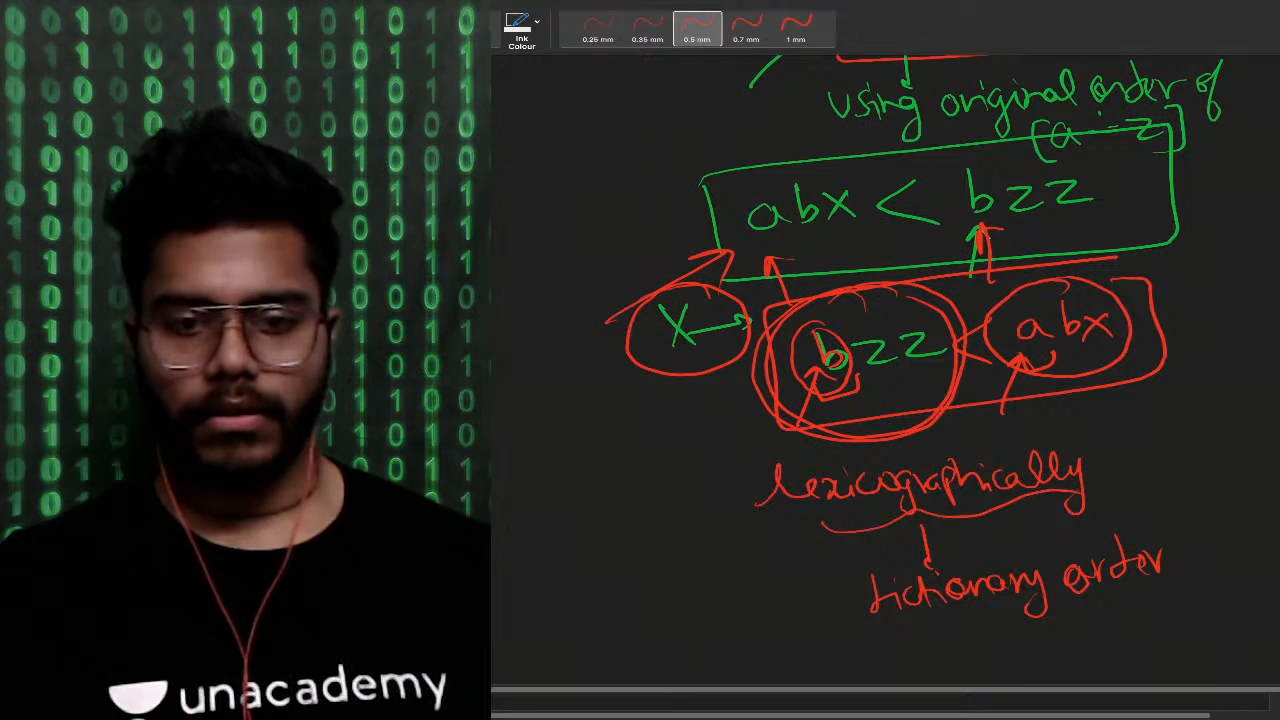 Ink
Colour
0.25 mm
0.35 mm
0.5 mm
0.7 mm
1 mm
using original order of
(a - z]
abx < bzz
X → bzz < abx
lexicographically
dictionary order
unacademy